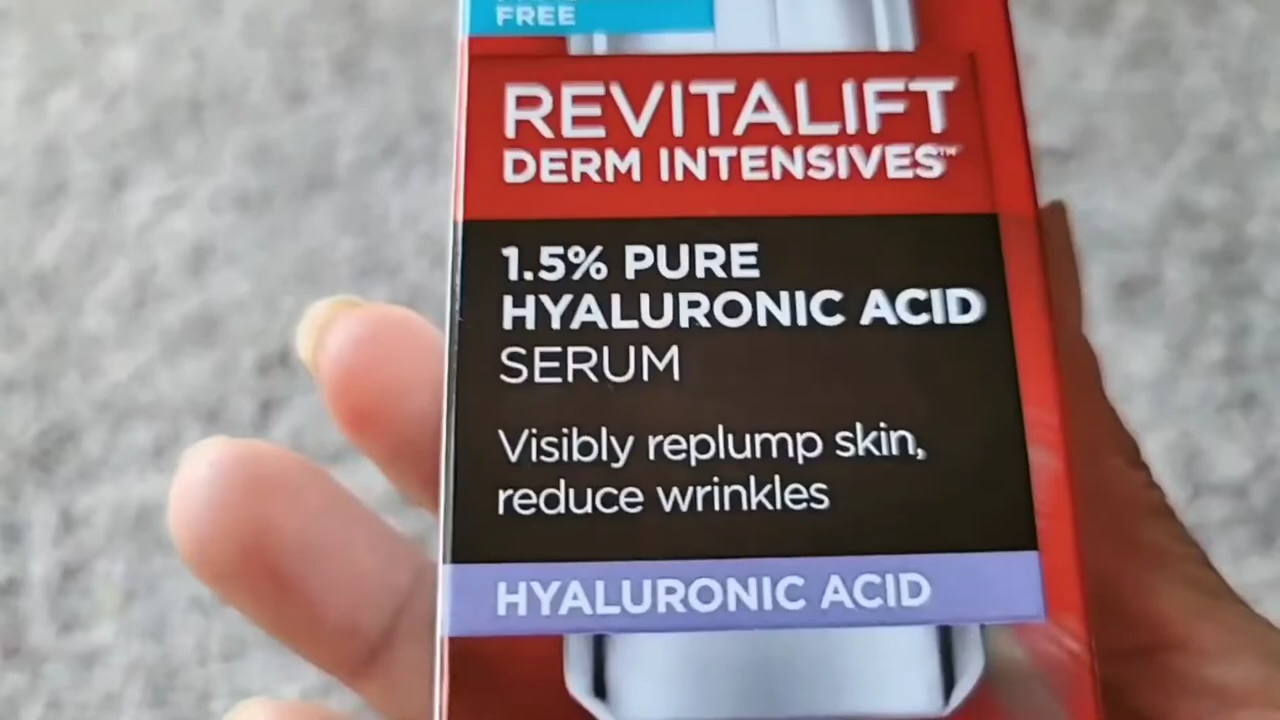 FREE
REVITALIFT
DERM INTENSIVES™
1.5% PURE
HYALURONIC ACID
SERUM
Visibly replump skin,
reduce wrinkles
HYALURONIC ACID